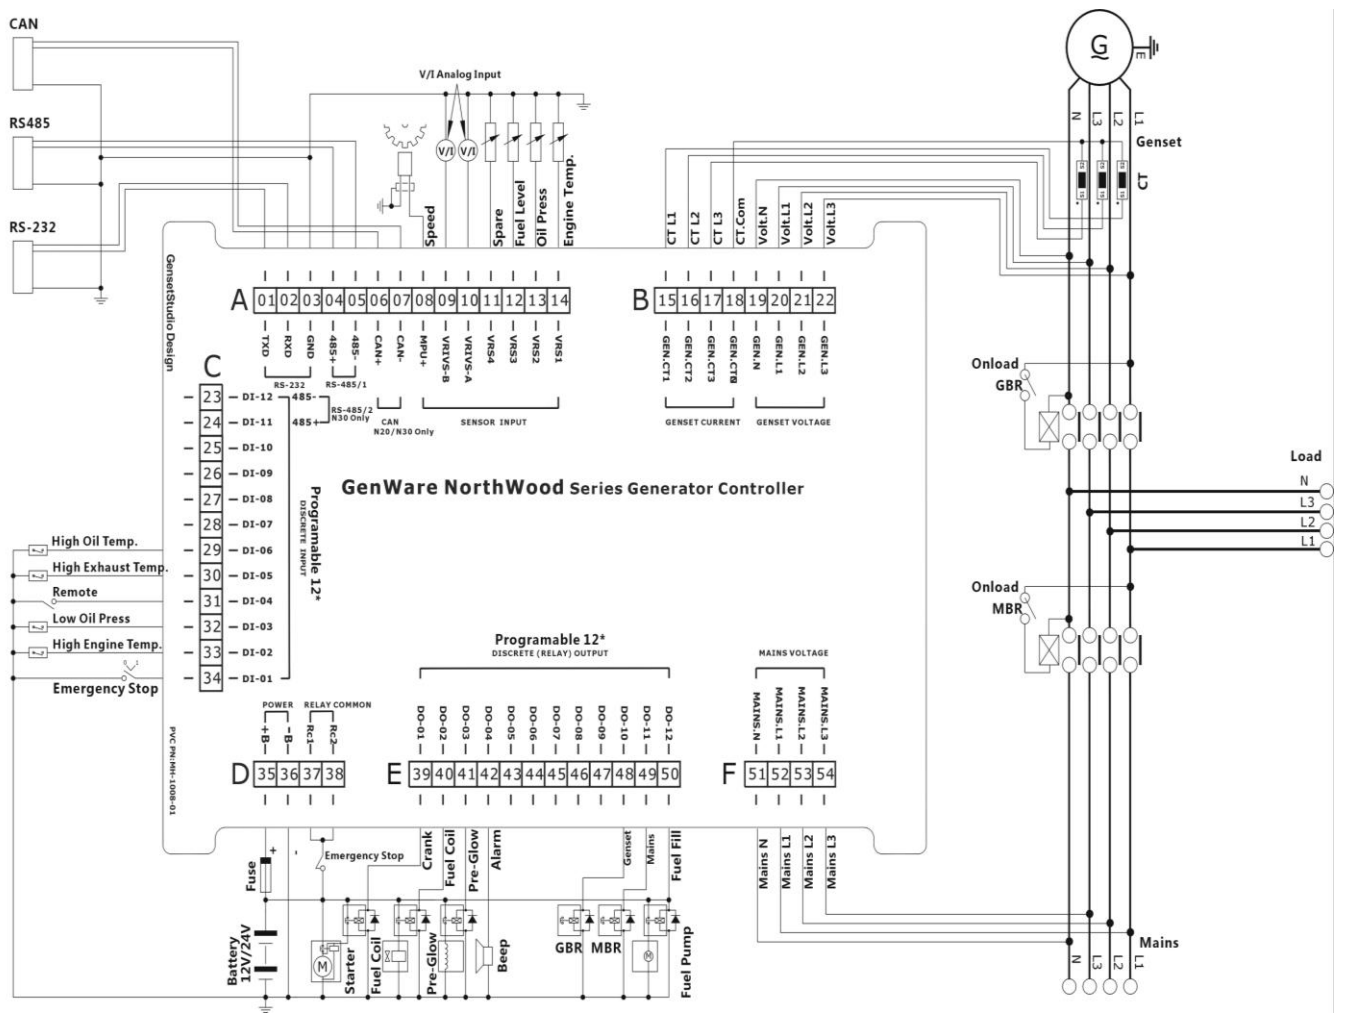 CAN
RS485
RS-232
V/I Analog Input
V/I
V/I
Speed
Spare
Fuel Level
Oil Press
Engine Temp.
CT L1
CT L2
CT L3
CT.Com
Volt.N
Volt.L1
Volt.L2
Volt.L3
G
E
N
L3
L2
L1
Genset
CT
GensetStudio Design
A
01 02 03 04 05 06 07 08 09 10 11 12 13 14
TXD
RXD
GND
485+
485-
CAN+
CAN-
MPU+
VRIVS-B
VRIVS-A
VRS4
VRS3
VRS2
VRS1
RS-232
RS-485/1
RS-485/2
N30 Only
CAN
N20/N30 Only
SENSOR INPUT
B
15 16 17 18 19 20 21 22
GEN.CT1
GEN.CT2
GEN.CT3
GEN.N
GEN.L1
GEN.L2
GEN.L3
GENSET CURRENT
GENSET VOLTAGE
C
23 DI-12 485-
24 DI-11 485+
25 DI-10
26 DI-09
27 DI-08
28 DI-07
29 DI-06
30 DI-05
31 DI-04
32 DI-03
33 DI-02
34 DI-01
Programable 12*
DISCRETE INPUT
GenWare NorthWood Series Generator Controller
High Oil Temp.
High Exhaust Temp.
Remote
Low Oil Press
High Engine Temp.
0 1
Emergency Stop
Onload
GBR
Load
N
L3
L2
L1
Onload
MBR
Programable 12*
DISCRETE (RELAY) OUTPUT
MAINS VOLTAGE
POWER
RELAY COMMON
+B
-B
Rc1
Rc2
DO-01
DO-02
DO-03
DO-04
DO-05
DO-06
DO-07
DO-08
DO-09
DO-10
DO-11
DO-12
MAINS.N
MAINS.L1
MAINS.L2
MAINS.L3
PVC PN:MH-1008-01
D
35 36 37 38
E
39 40 41 42 43 44 45 46 47 48 49 50
F
51 52 53 54
Fuse
+
-
Emergency Stop
Crank
Fuel Coil
Pre-Glow
Alarm
Genset
Mains
Fuel Fill
Mains N
Mains L1
Mains L2
Mains L3
Battery
12V/24V
M
Starter
Fuel Coil
Pre-Glow
Beep
GBR
MBR
M
Fuel Pump
Mains
N
L3
L2
L1